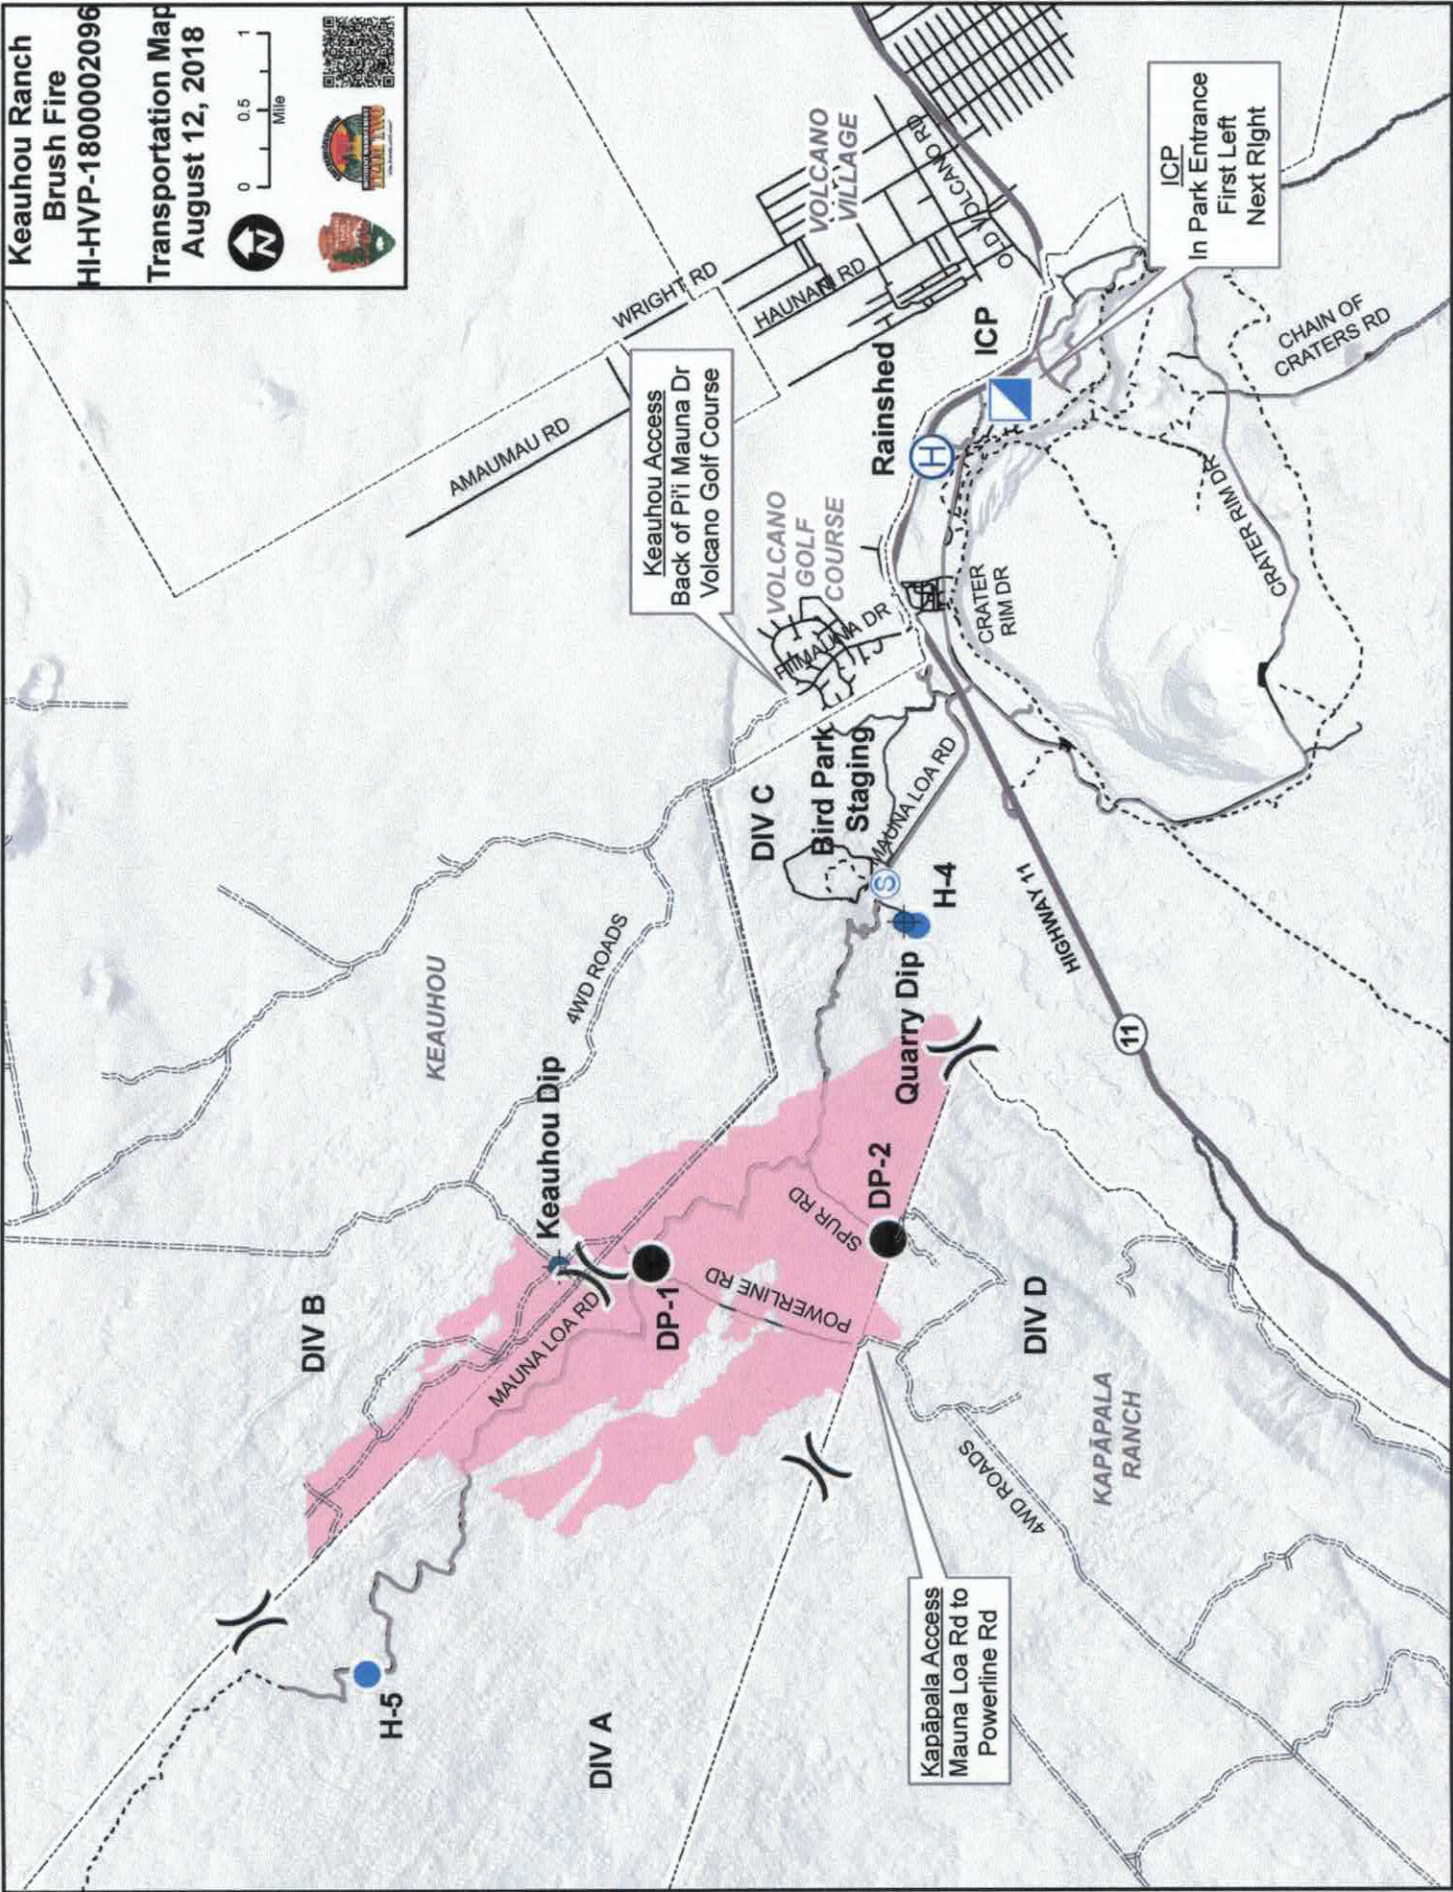 Keauhou Ranch
Brush Fire
HI-HVP-18000002096
Transportation Map
August 12, 2018
0 0.5 1
Mile
N
H-5
DIV A
DIV B
KEAUHOU
4WD ROADS
Keauhou Dip
MAUNA LOA RD
DP-1
POWERLINE RD
SPUR RD
DP-2
Quarry Dip
H-4
S
Bird Park
Staging
MAUNA LOA RD
DIV C
AMAUMAU RD
WRIGHT RD
HAUNANI RD
VOLCANO
VILLAGE
OLD VOLCANO RD
Keauhou Access
Back of Pi'i Mauna Dr
Volcano Golf Course
VOLCANO
GOLF
COURSE
PIIMAUNA DR
Rainshed
H
ICP
ICP
In Park Entrance
First Left
Next RIght
CHAIN OF
CRATERS RD
CRATER RIM DR
CRATER
RIM DR
HIGHWAY 11
11
DIV D
KAPĀPALA
RANCH
4WD ROADS
Kapāpala Access
Mauna Loa Rd to
Powerline Rd